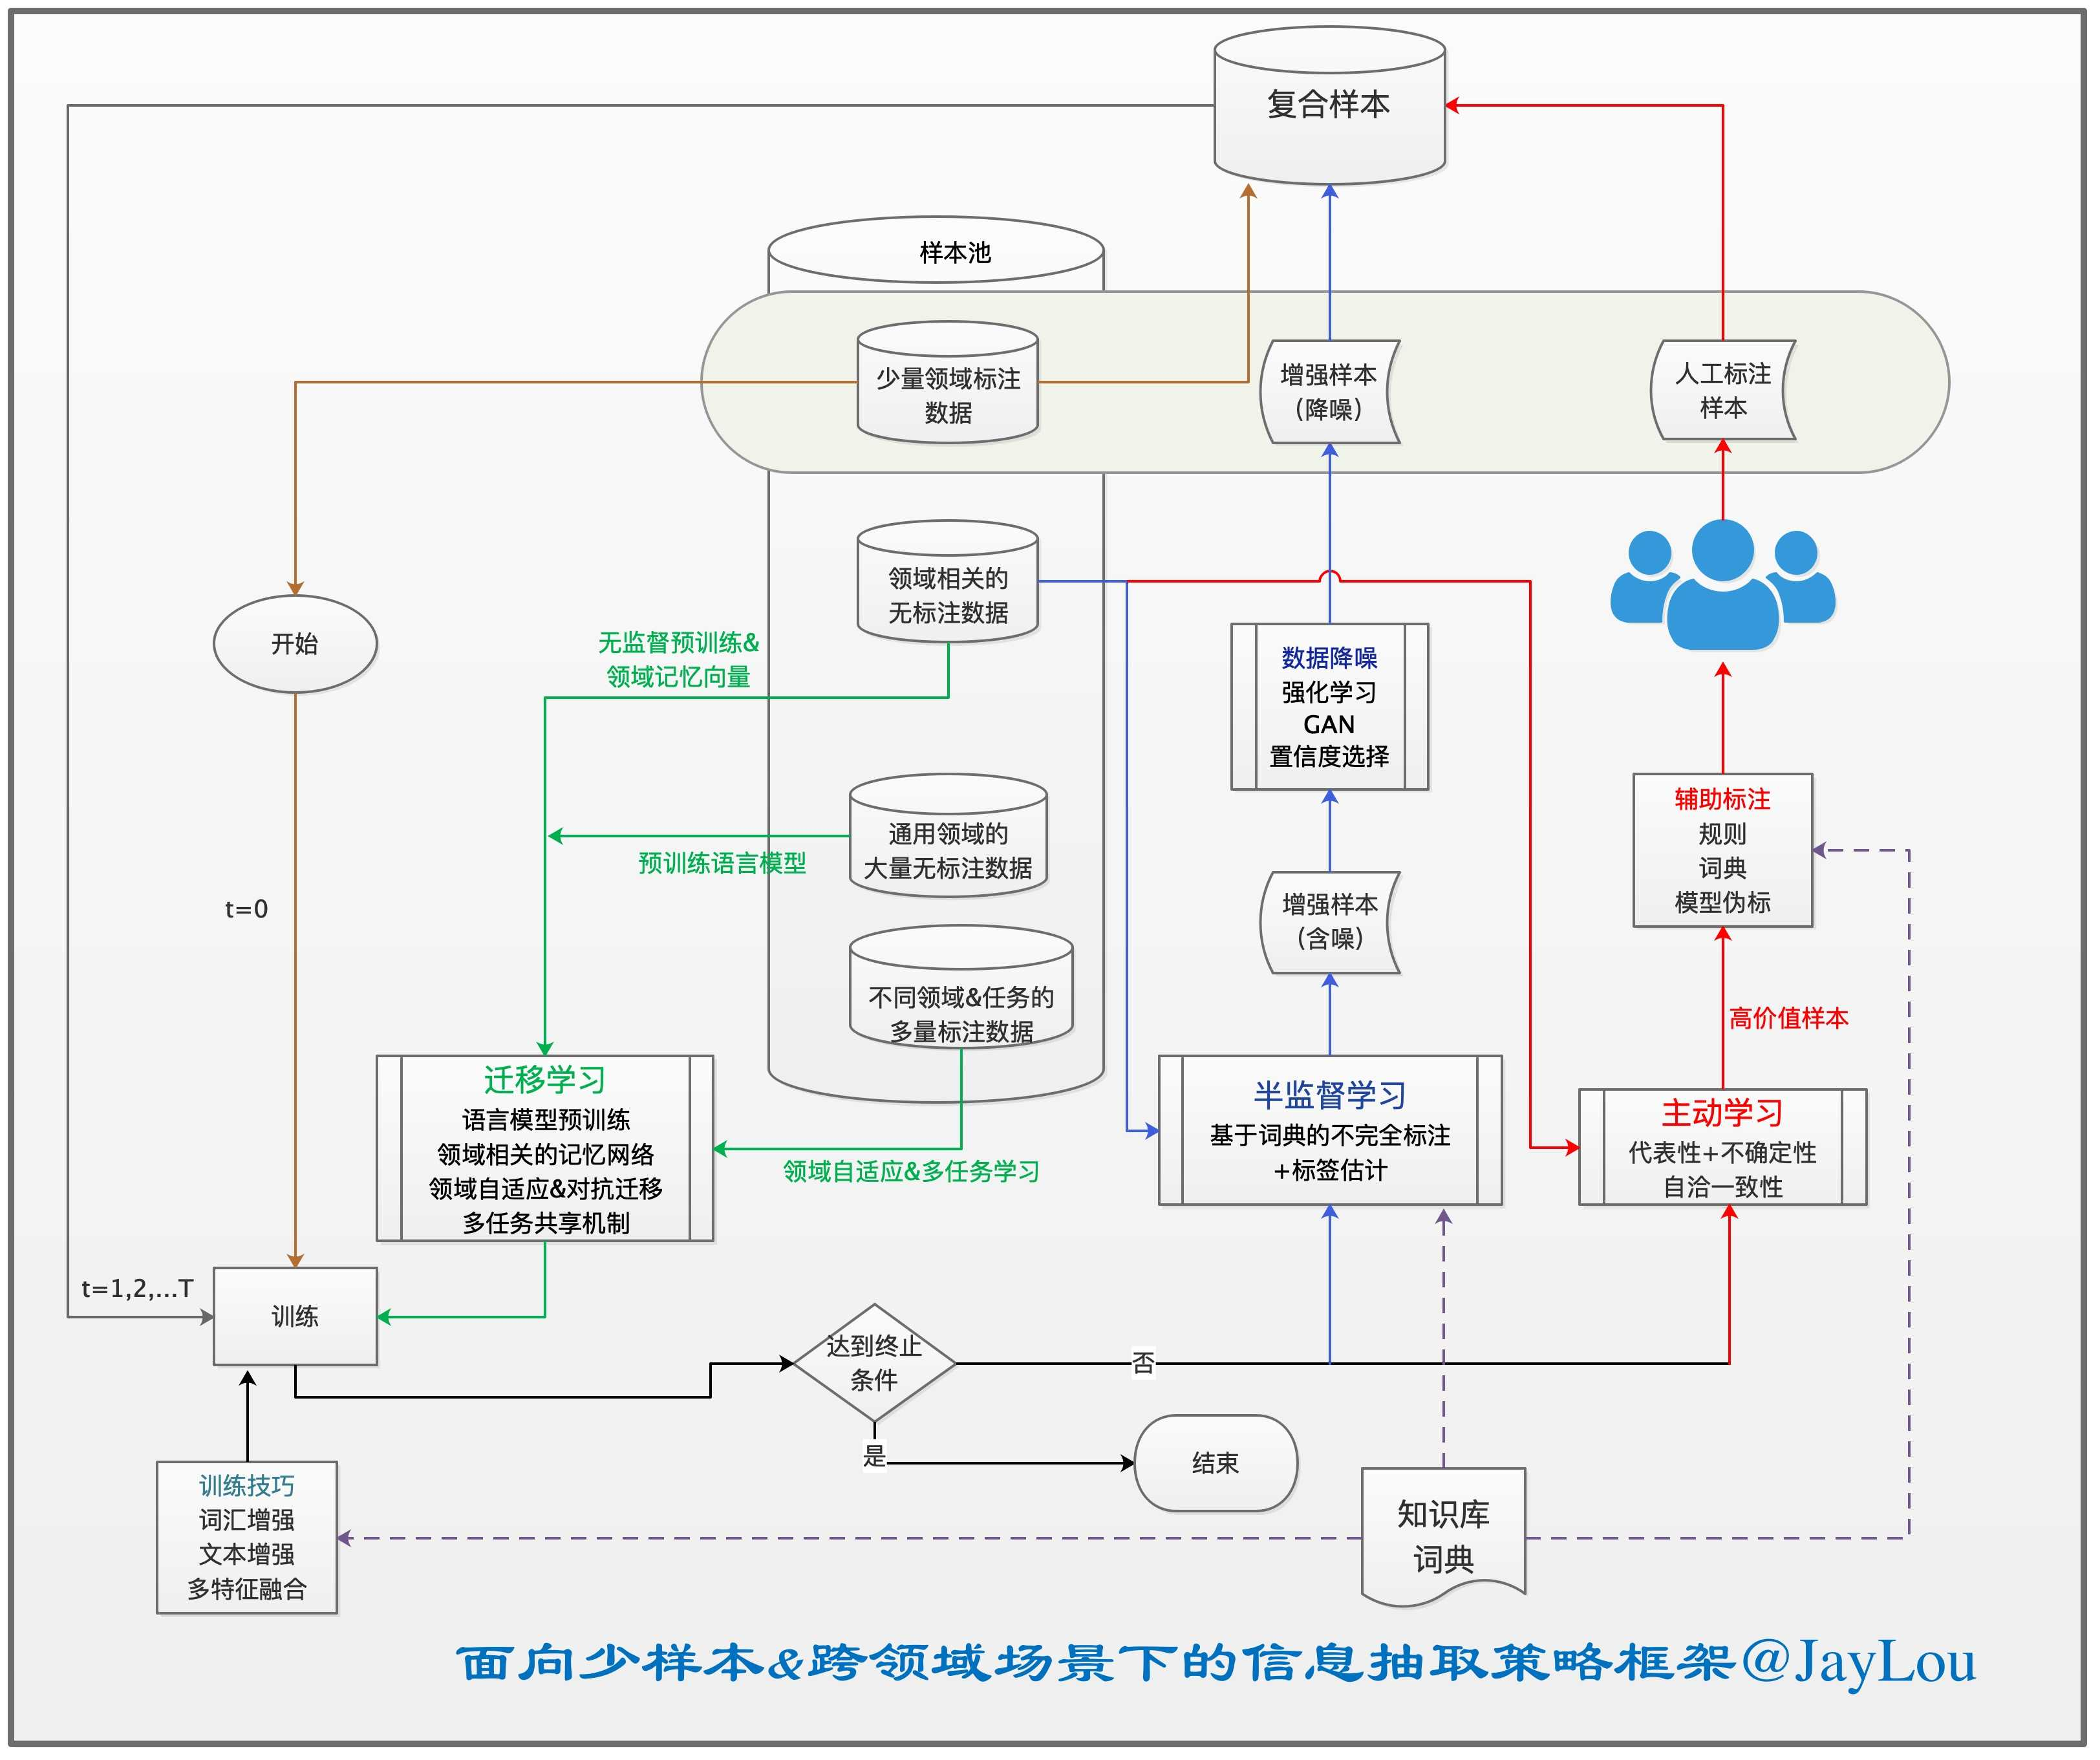 复合样本
样本池
少量领域标注
数据
增强样本
（降噪）
人工标注
样本
领域相关的
无标注数据
开始
无监督预训练&
领域记忆向量
数据降噪
强化学习
GAN
置信度选择
辅助标注
规则
词典
模型伪标
通用领域的
大量无标注数据
预训练语言模型
t=0
增强样本
（含噪）
不同领域&任务的
多量标注数据
高价值样本
迁移学习
语言模型预训练
领域相关的记忆网络
领域自适应&对抗迁移
多任务共享机制
领域自适应&多任务学习
半监督学习
基于词典的不完全标注
+标签估计
主动学习
代表性+不确定性
自洽一致性
t=1,2,...T
训练
达到终止
条件
否
是
结束
训练技巧
词汇增强
文本增强
多特征融合
知识库
词典
面向少样本&跨领域场景下的信息抽取策略框架@JayLou